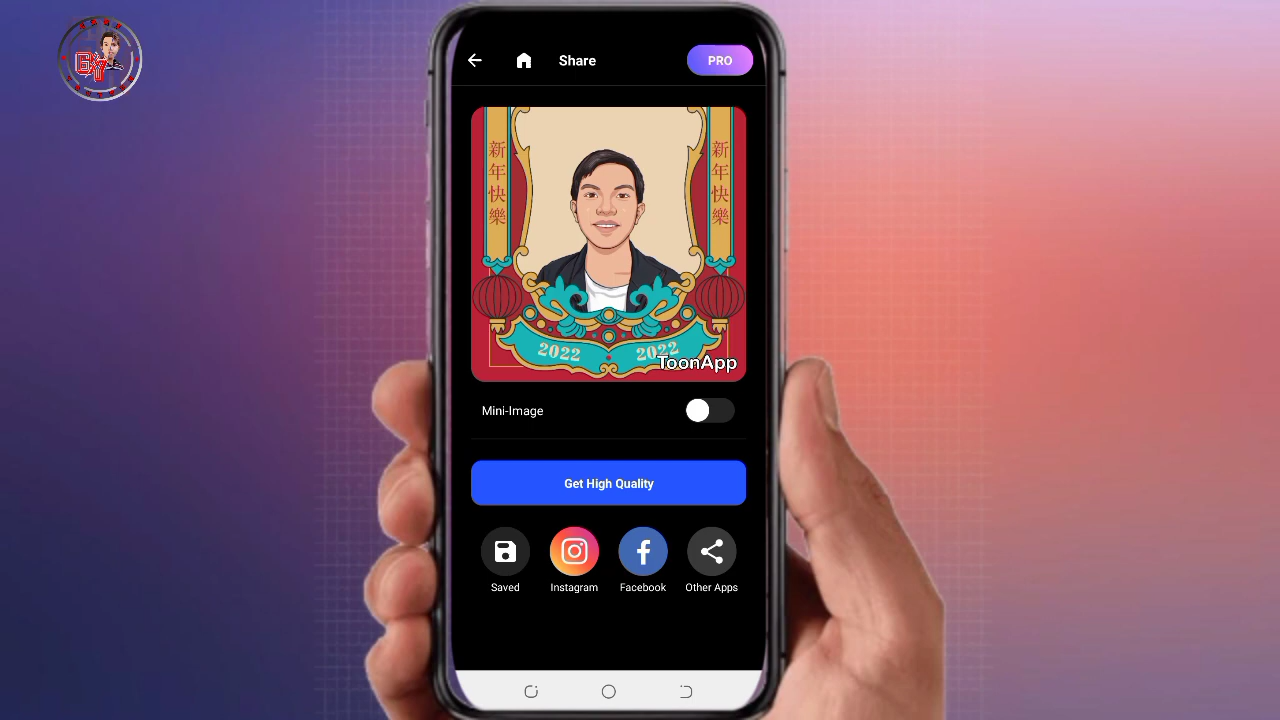 Share
PRO
新年快樂
新年快樂
2022
2022
ToonApp
Mini-Image
Get High Quality
Saved
Instagram
Facebook
Other Apps